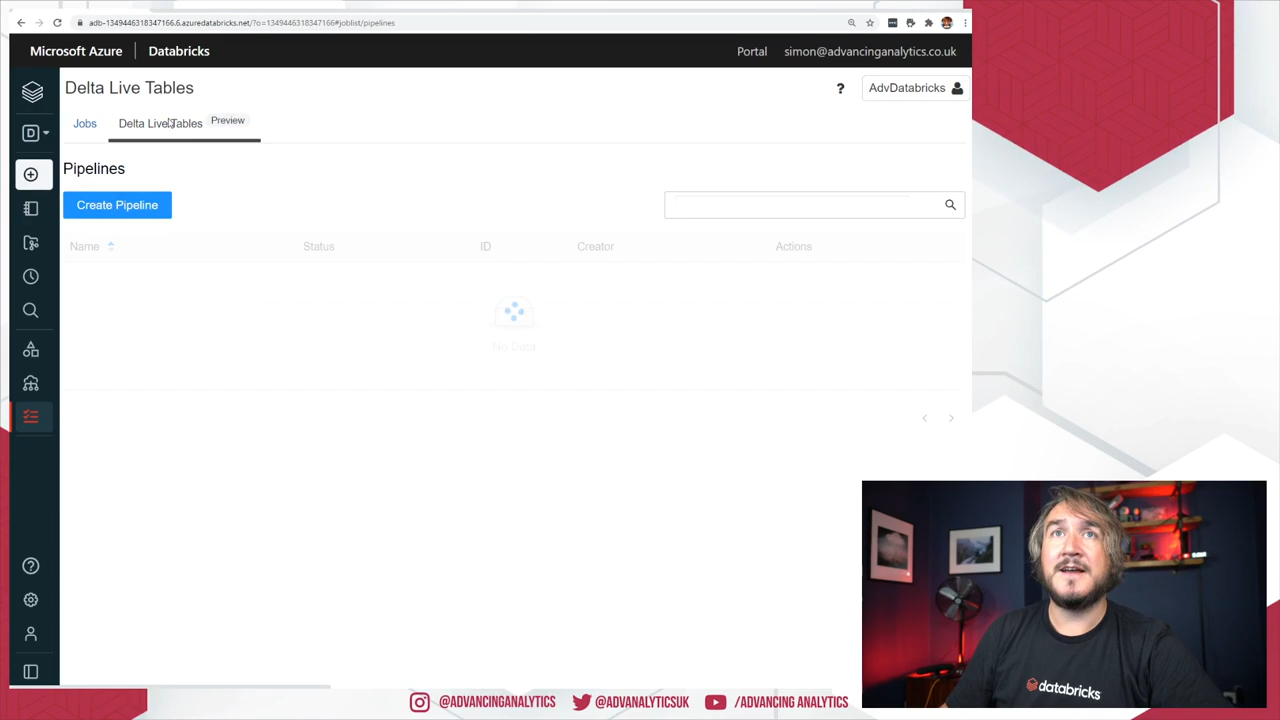 adb-1349446318347166.6.azuredatabricks.net/?o=1349446318347166#joblist/pipelines
Microsoft Azure | Databricks
Portal simon@advancinganalytics.co.uk
Delta Live Tables
? AdvDatabricks
D
Jobs Delta Live Tables Preview
Pipelines
Create Pipeline
Name Status ID Creator Actions
No Data
databricks
@ADVANCINGANALYTICS @ADVANALYTICSUK /ADVANCING ANALYTICS